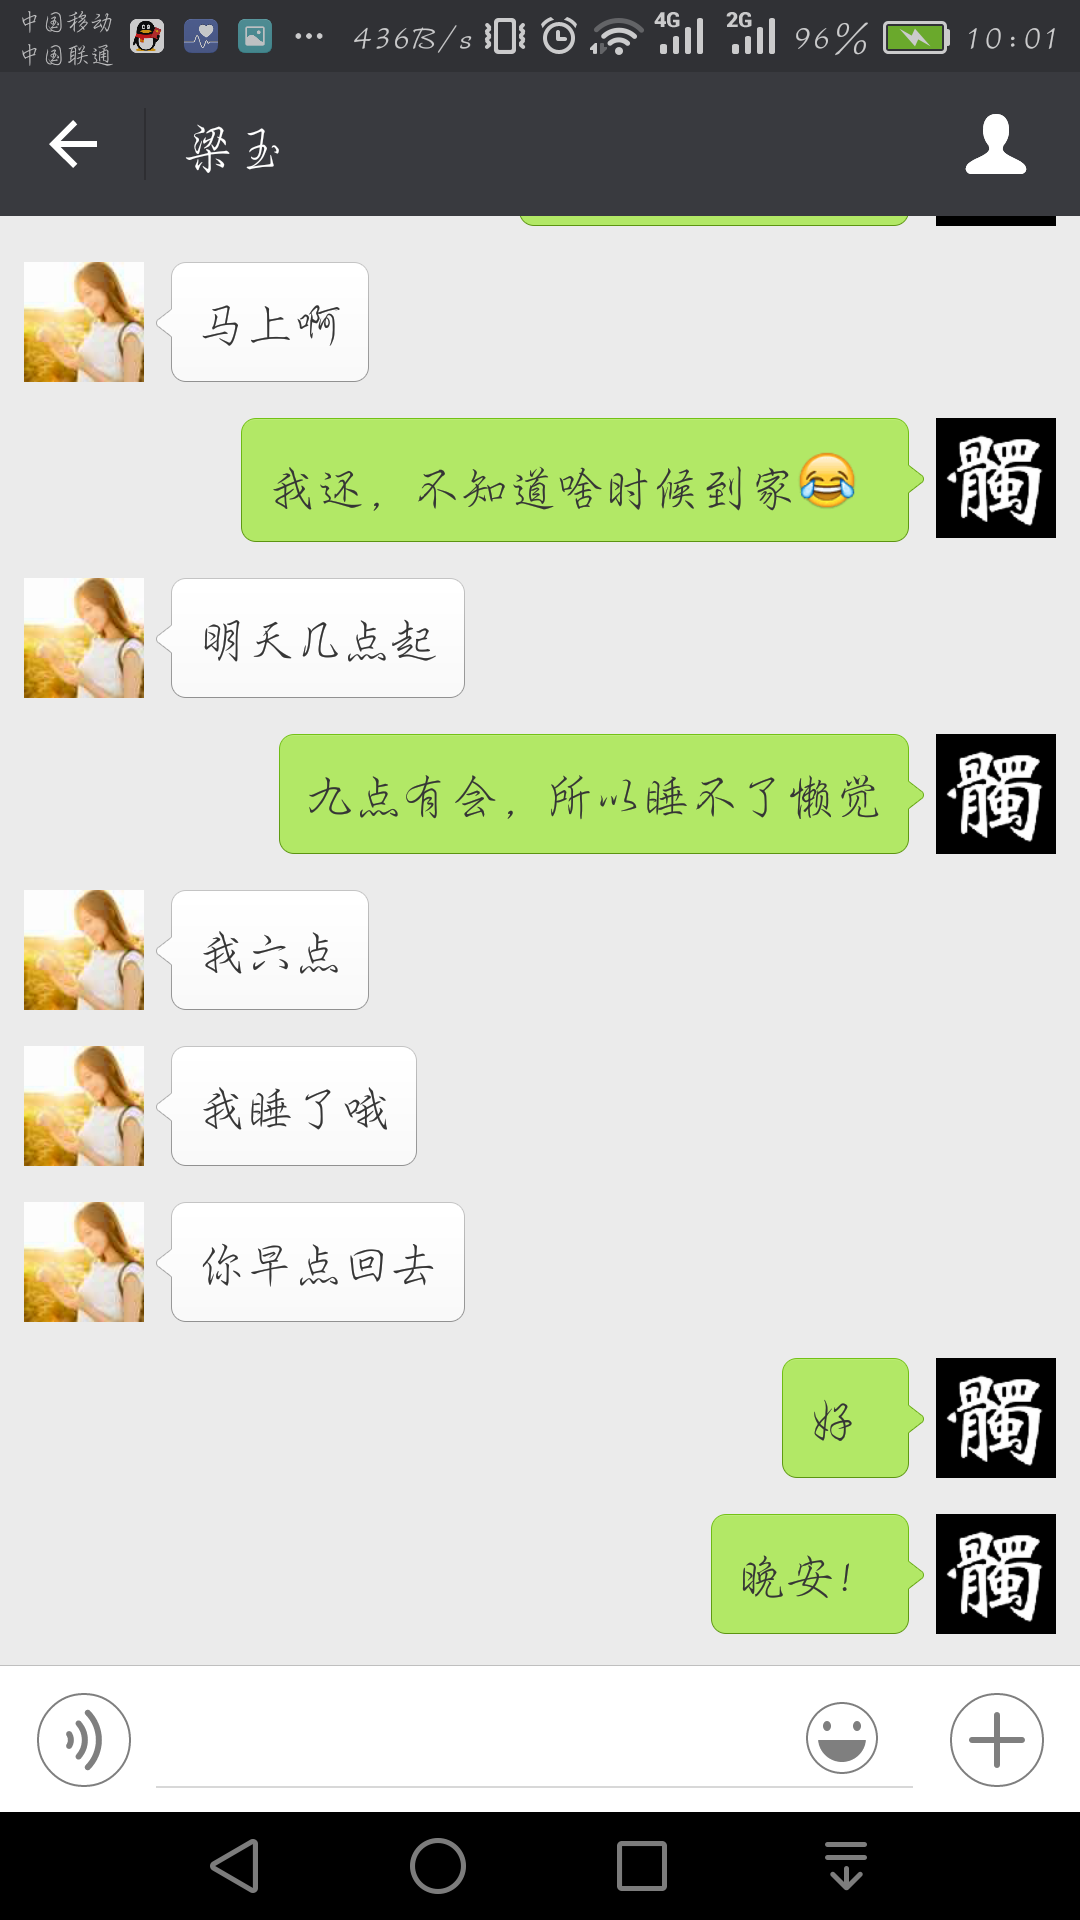 中国移动
中国联通
436B/s
4G
2G
96%
10:01
梁玉
马上啊
我还，不知道啥时候到家😂
髑
明天几点起
九点有会，所以睡不了懒觉
髑
我六点
我睡了哦
你早点回去
好
髑
晚安!
髑